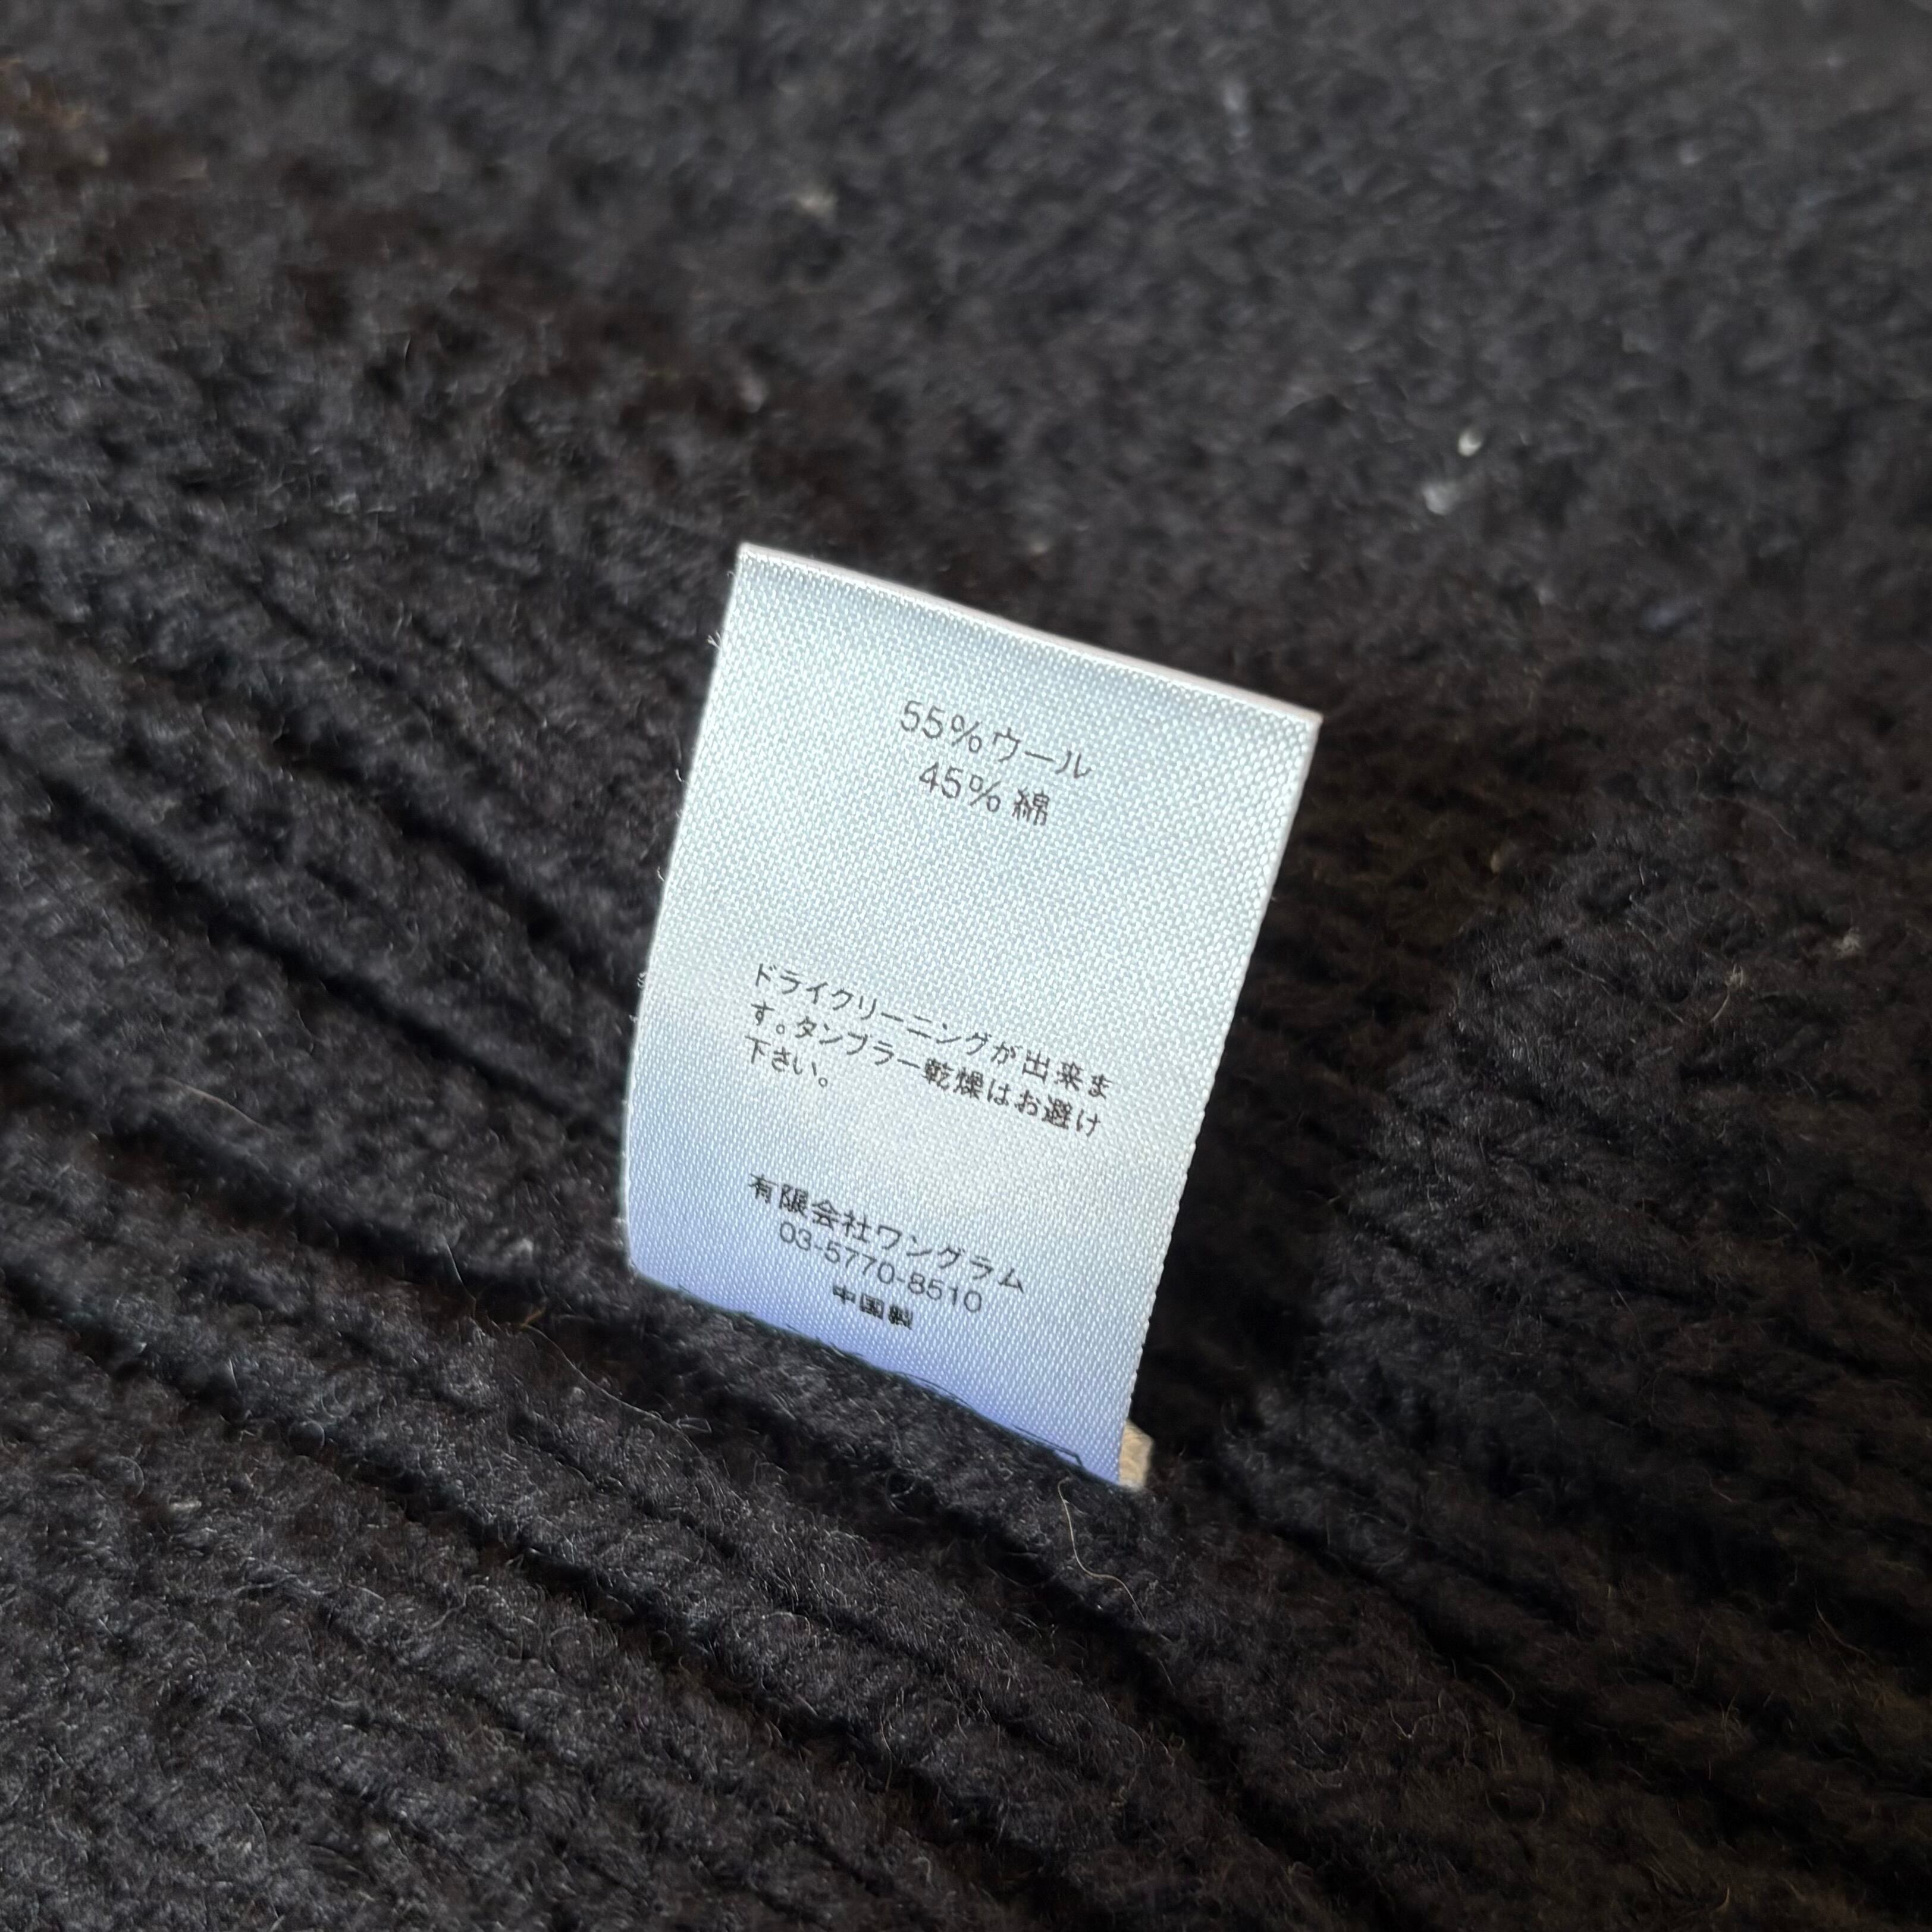 55%ウール
45%綿
ドライクリーニングが出来ま
す。タンブラー乾燥はお避け
下さい。
有限会社ワングラム
03-5770-8510
中国製